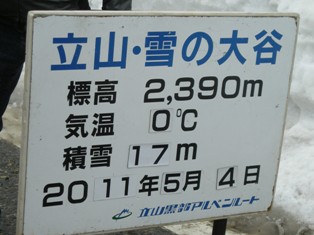 立山・雪の大谷
標高 2,390m
気温 0℃
積雪 17m
2011年5月 4日
立山黒部アルペンルート